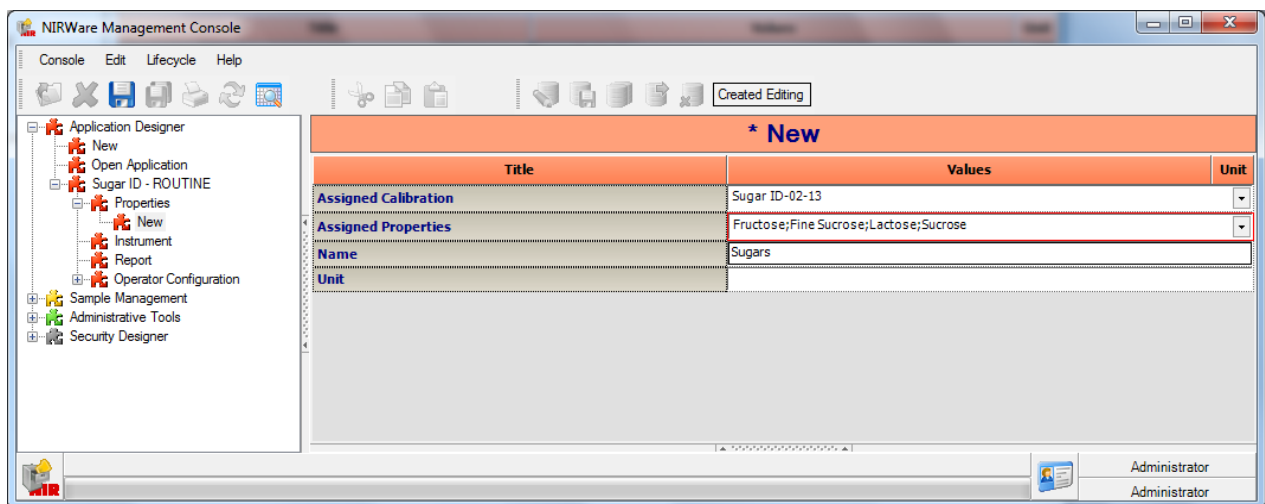 NIRWare Management Console
Console Edit Lifecycle Help
Created Editing
Application Designer
New
Open Application
Sugar ID - ROUTINE
Properties
New
Instrument
Report
Operator Configuration
Sample Management
Administrative Tools
Security Designer
* New
Title Values Unit
Assigned Calibration Sugar ID-02-13
Assigned Properties Fructose;Fine Sucrose;Lactose;Sucrose
Name Sugars
Unit
NIR
Administrator
Administrator